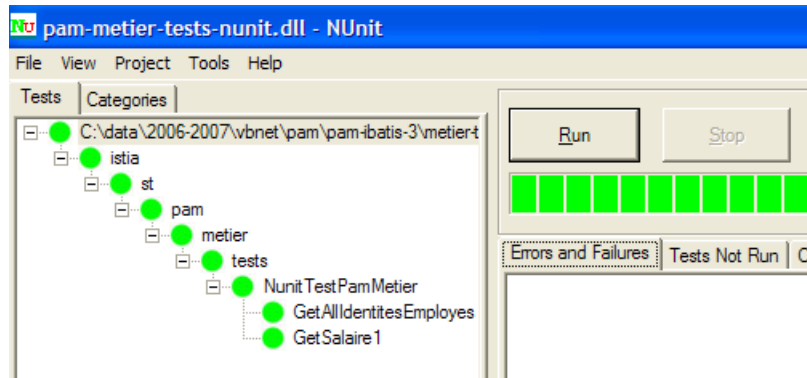 NU pam-metier-tests-nunit.dll - NUnit
File View Project Tools Help
Tests Categories
C:\data\2006-2007\vbnet\pam\pam-ibatis-3\metier-t
istia
st
pam
metier
tests
NunitTestPamMetier
GetAllIdentitesEmployes
GetSalaire1
Run Stop
Errors and Failures Tests Not Run